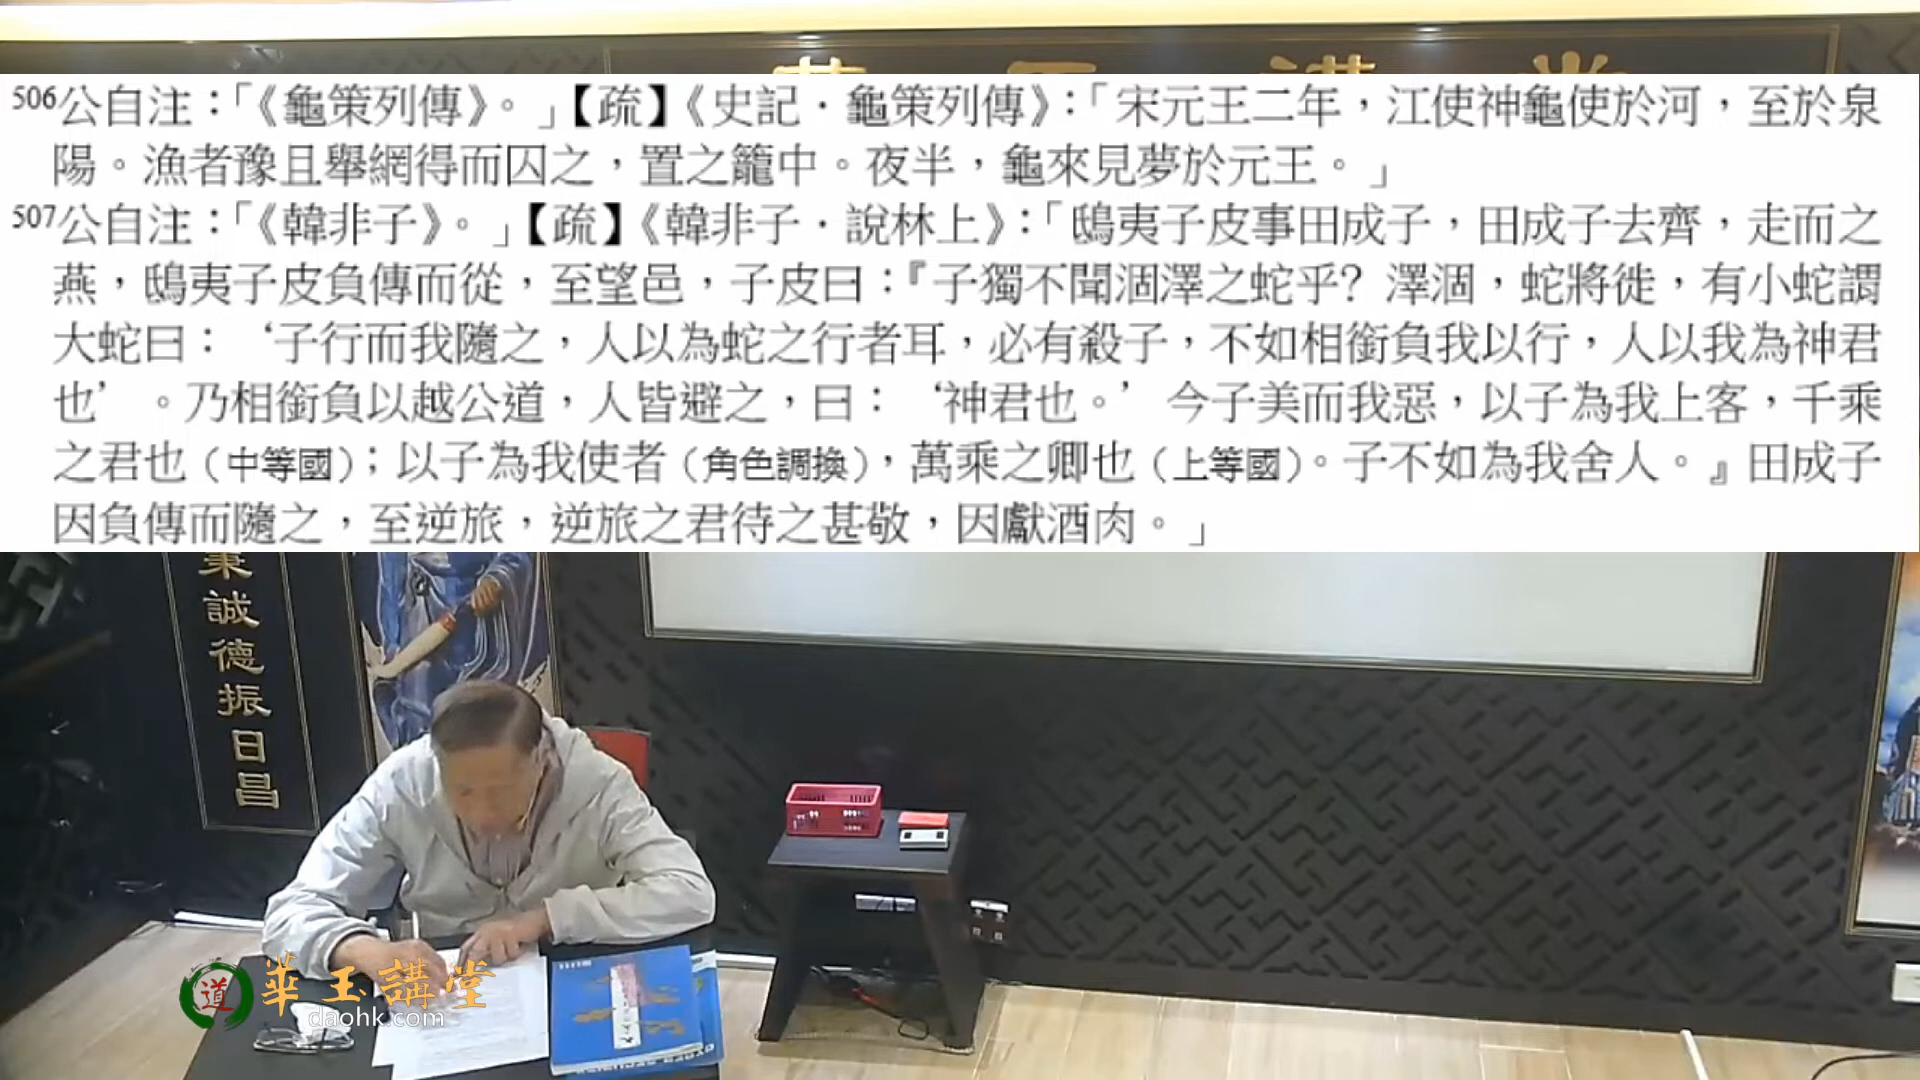 506公自注：「《龜策列傳》。」【疏】《史記．龜策列傳》：「宋元王二年，江使神龜使於河，至於泉
陽。漁者豫且舉網得而囚之，置之籠中。夜半，龜來見夢於元王。」
507公自注：「《韓非子》。」【疏】《韓非子．說林上》：「鴟夷子皮事田成子，田成子去齊，走而之
燕，鴟夷子皮負傳而從，至望邑，子皮曰：『子獨不聞涸澤之蛇乎？澤涸，蛇將徙，有小蛇謂
大蛇曰：‘子行而我隨之，人以為蛇之行者耳，必有殺子，不如相銜負我以行，人以我為神君
也’。乃相銜負以越公道，人皆避之，曰：‘神君也。’今子美而我惡，以子為我上客，千乘
之君也（中等國）；以子為我使者（角色調換），萬乘之卿也（上等國）。子不如為我舍人。』田成子
因負傳而隨之，至逆旅，逆旅之君待之甚敬，因獻酒肉。」
秉誠德振日昌
道
華玉講堂
daohk.com